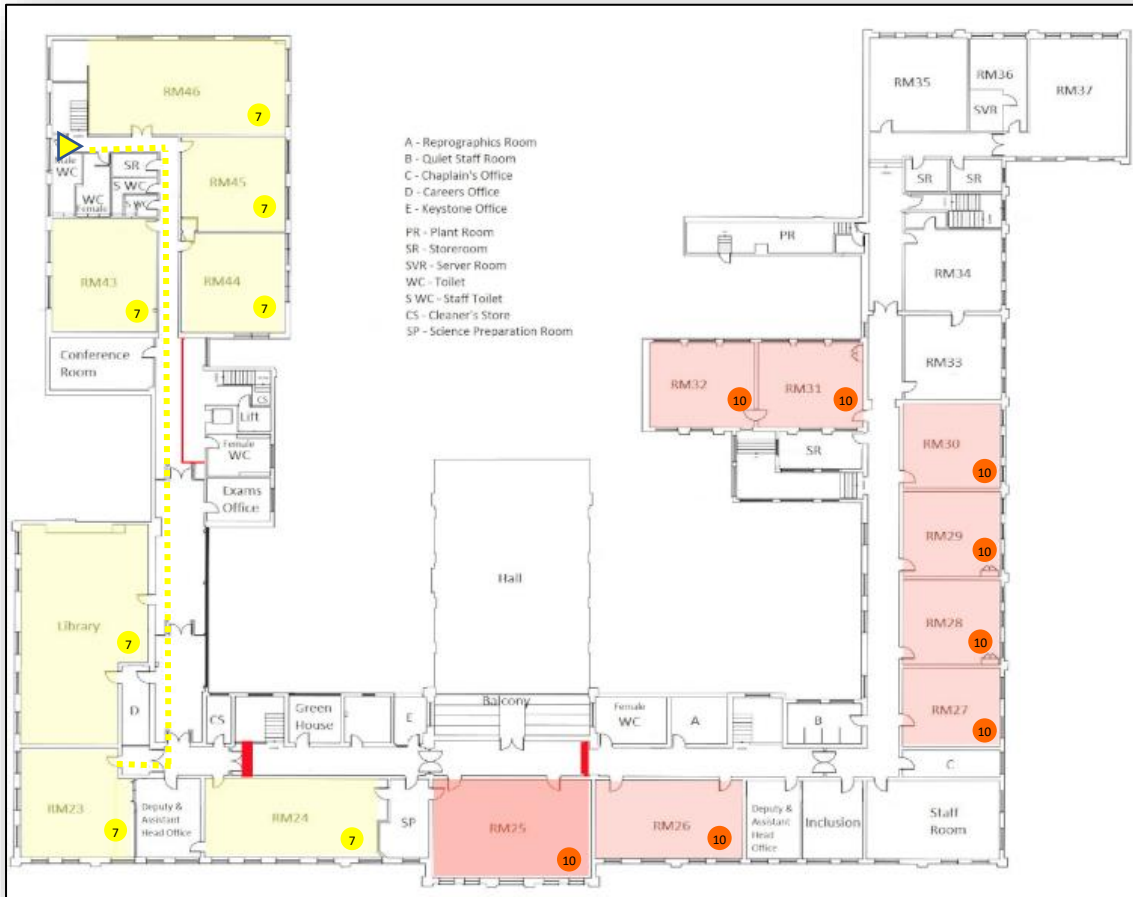 RM46
7
Male
WC
WC
Female
SR
S WC
S WC
RM45
7
RM43
7
RM44
7
Conference
Room
CS
Lift
Female
WC
Exams
Office
Library
7
D
RM23
7
Deputy &
Assistant
Head Office
CS
Green
House
E
RM24
7
SP
A - Reprographics Room
B - Quiet Staff Room
C - Chaplain's Office
D - Careers Office
E - Keystone Office
PR - Plant Room
SR - Storeroom
SVR - Server Room
WC - Toilet
S WC - Staff Toilet
CS - Cleaner's Store
SP - Science Preparation Room
Hall
Balcony
RM25
10
Female
WC
A
B
RM26
10
Deputy &
Assistant
Head Office
Inclusion
Staff
Room
C
RM35
RM36
SVR
RM37
SR
SR
PR
RM34
RM33
RM32
10
RM31
10
SR
RM30
10
RM29
10
RM28
10
RM27
10